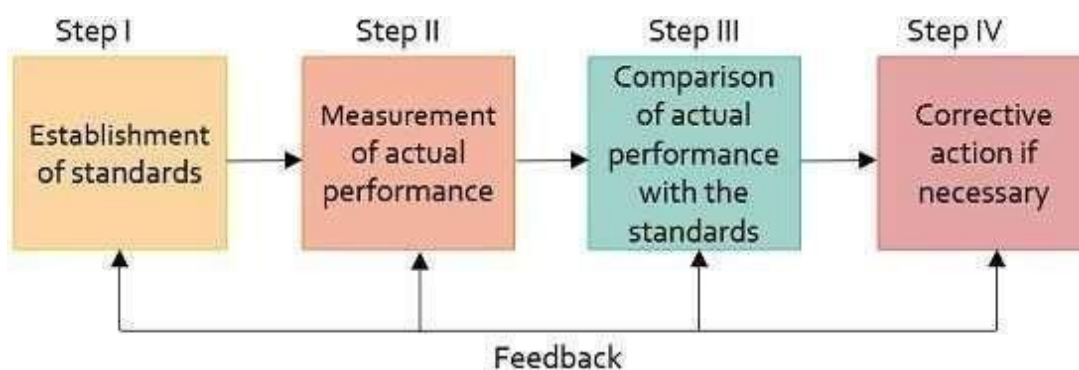 Step I
Establishment
of standards
Step II
Measurement
of actual
performance
Step III
Comparison
of actual
performance
with the
standards
Step IV
Corrective
action if
necessary
Feedback